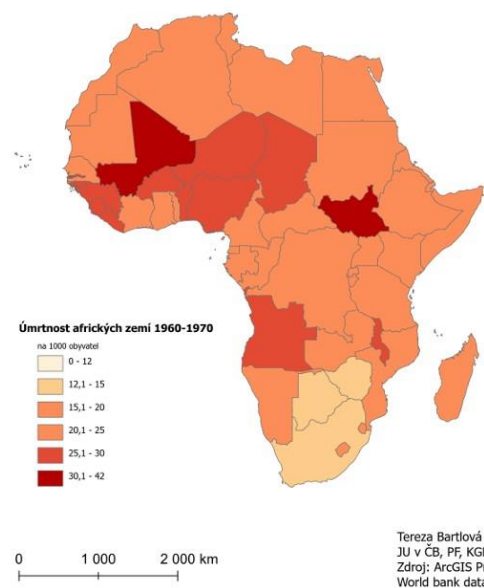 Úmrtnost afrických zemí 1960-1970
na 1000 obyvatel
0 - 12
12,1 - 15
15,1 - 20
20,1 - 25
25,1 - 30
30,1 - 42
0 1 000 2 000 km
Tereza Bartlová
JU v ČB, PF,
Zdroj: ArcGIS
World bank data